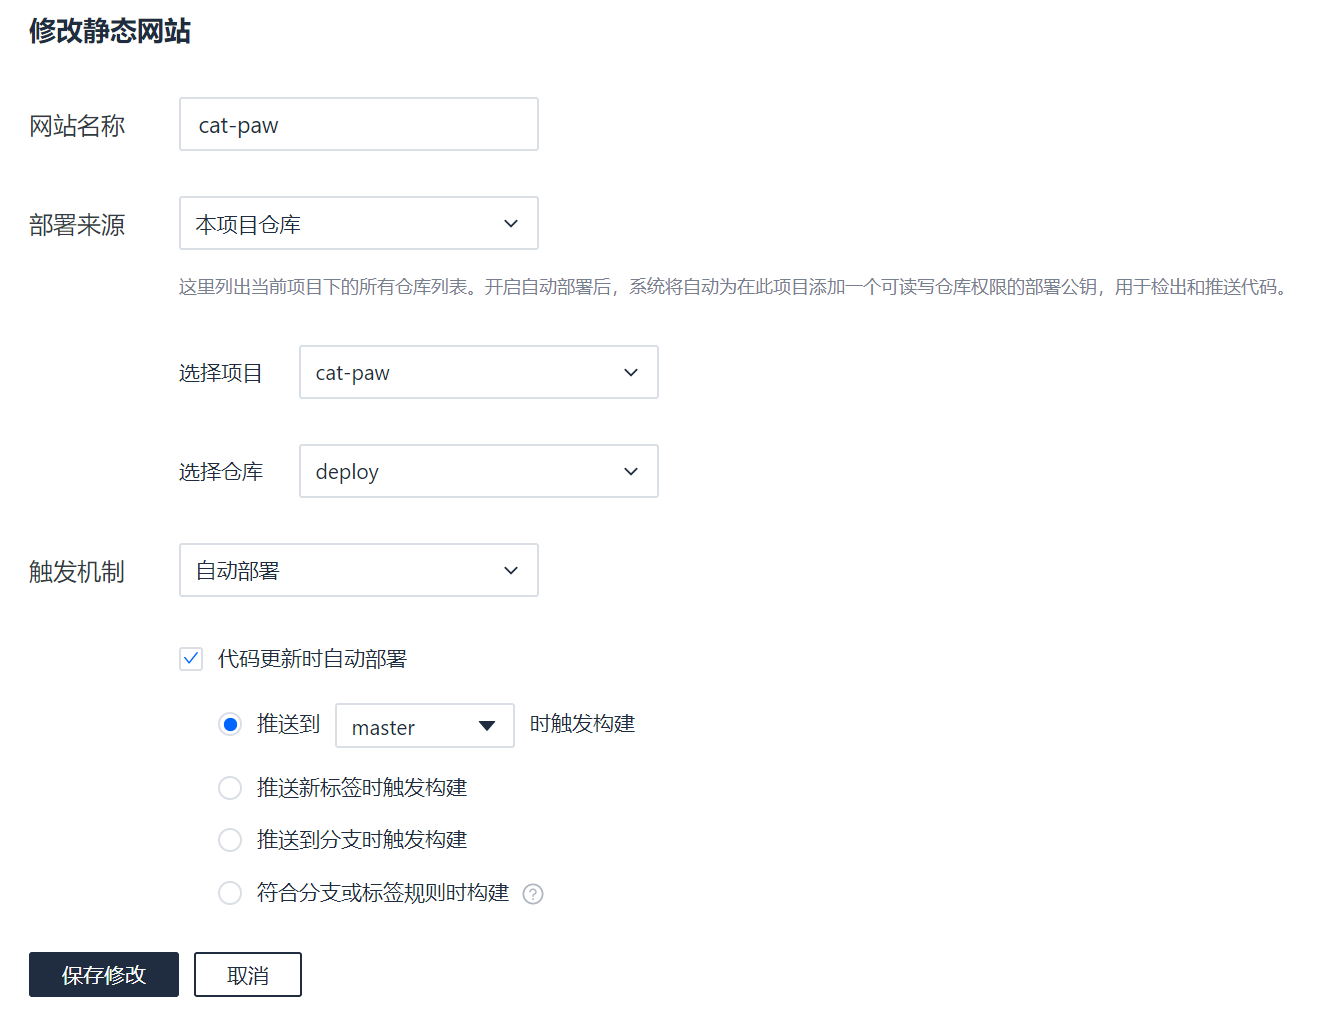 修改静态网站
网站名称 cat-paw
部署来源 本项目仓库
这里列出当前项目下的所有仓库列表。开启自动部署后，系统将自动为在此项目添加一个可读写仓库权限的部署公钥，用于检出和推送代码。
选择项目 cat-paw
选择仓库 deploy
触发机制 自动部署
代码更新时自动部署
推送到 master 时触发构建
推送新标签时触发构建
推送到分支时触发构建
符合分支或标签规则时构建 ?
保存修改 取消